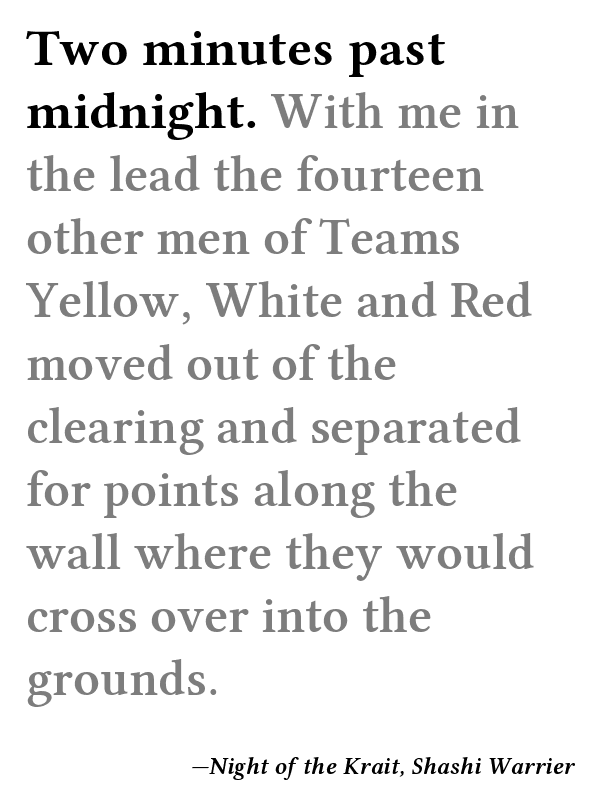 Two minutes past
midnight. With me in
the lead the fourteen
other men of Teams
Yellow, White and Red
moved out of the
clearing and separated
for points along the
wall where they would
cross over into the
grounds.
—Night of the Krait, Shashi Warrier